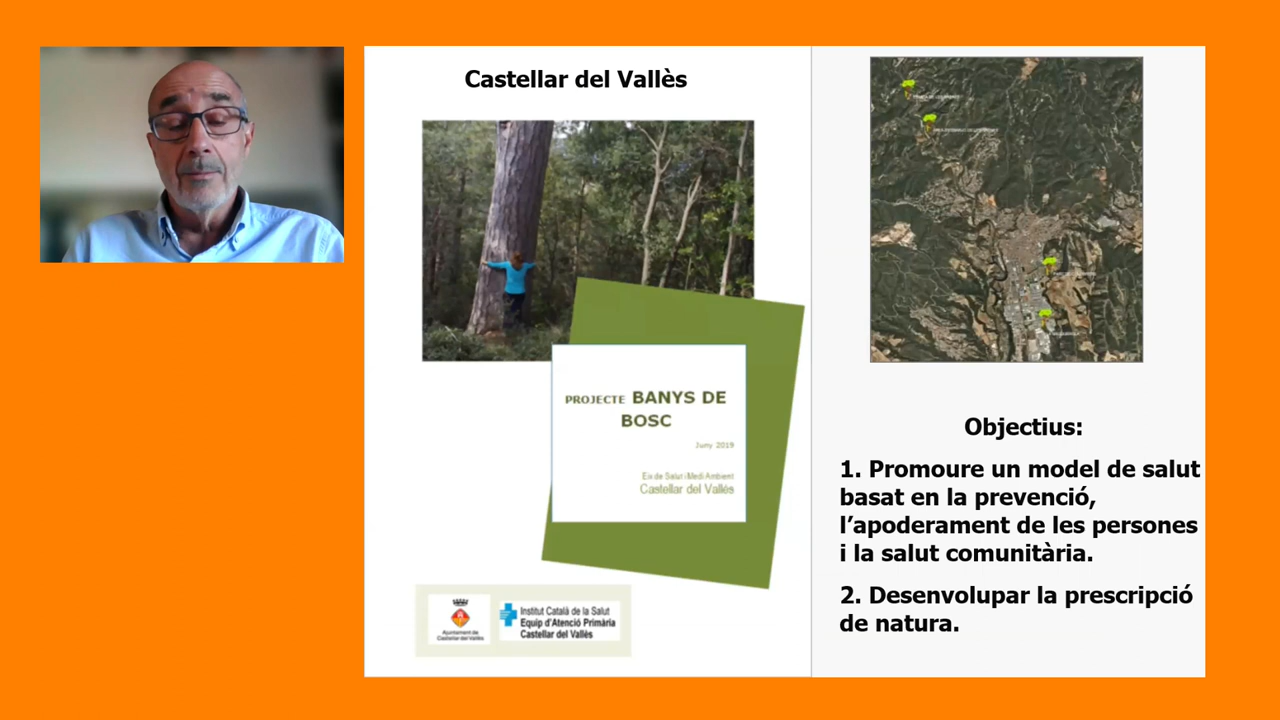 Castellar del Vallès
PROJECTE BANYS DE
BOSC
Juny 2019
Eix de Salut i Medi Ambient
Castellar del Vallès
Ajuntament de
Castellar del Vallès
Institut Català de la Salut
Equip d'Atenció Primària
Castellar del Vallès
Objectius:
1. Promoure un model de salut
basat en la prevenció,
l'apoderament de les persones
i la salut comunitària.
2. Desenvolupar la prescripció
de natura.